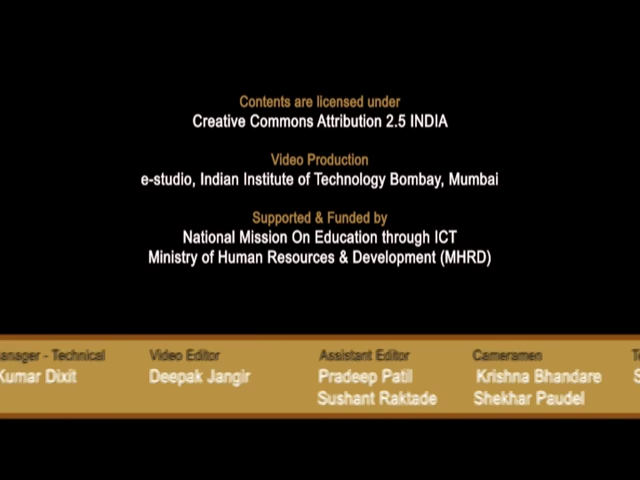 Contents are licensed under
Creative Commons Attribution 2.5 INDIA
Video Production
e-studio, Indian Institute of Technology Bombay, Mumbai
Supported & Funded by
National Mission On Education through ICT
Ministry of Human Resources & Development (MHRD)
anager - Technical Video Editor Assistant Editor Cameramen
Kumar Dixit Deepak Jangir Pradeep Patil Krishna Bhandare
Sushant Raktade Shekhar Paudel